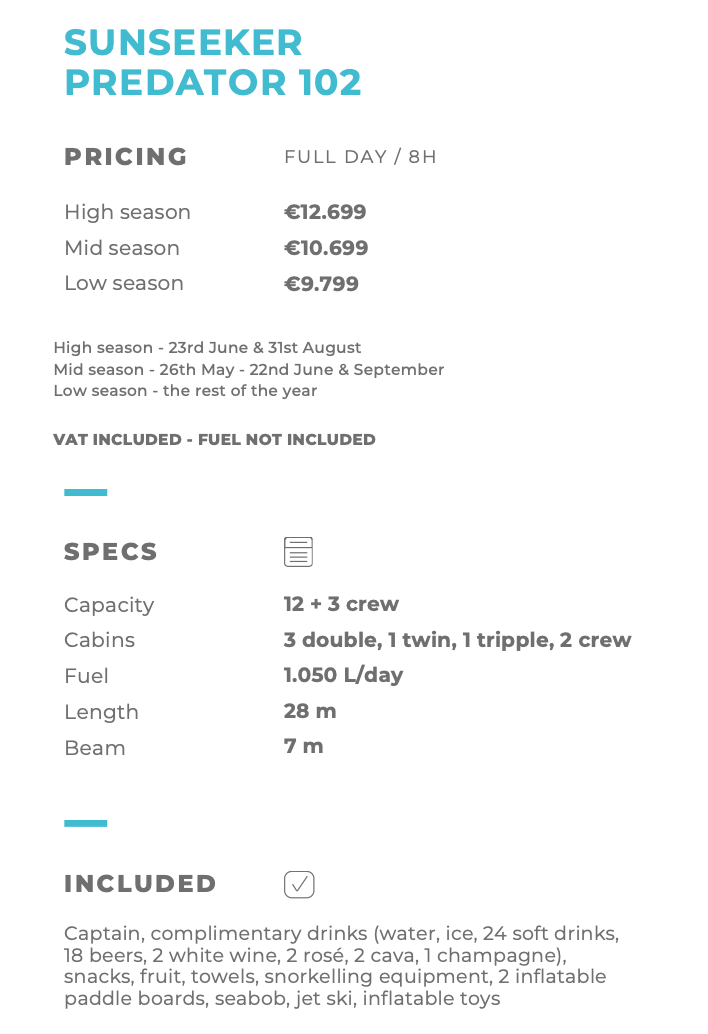 SUNSEEKER
PREDATOR 102
PRICING FULL DAY / 8H
High season €12.699
Mid season €10.699
Low season €9.799
High season - 23rd June & 31st August
Mid season - 26th May - 22nd June & September
Low season - the rest of the year
VAT INCLUDED - FUEL NOT INCLUDED
SPECS
Capacity 12 + 3 crew
Cabins 3 double, 1 twin, 1 tripple, 2 crew
Fuel 1.050 L/day
Length 28 m
Beam 7 m
INCLUDED
Captain, complimentary drinks (water, ice, 24 soft drinks,
18 beers, 2 white wine, 2 rosé, 2 cava, 1 champagne),
snacks, fruit, towels, snorkelling equipment, 2 inflatable
paddle boards, seabob, jet ski, inflatable toys